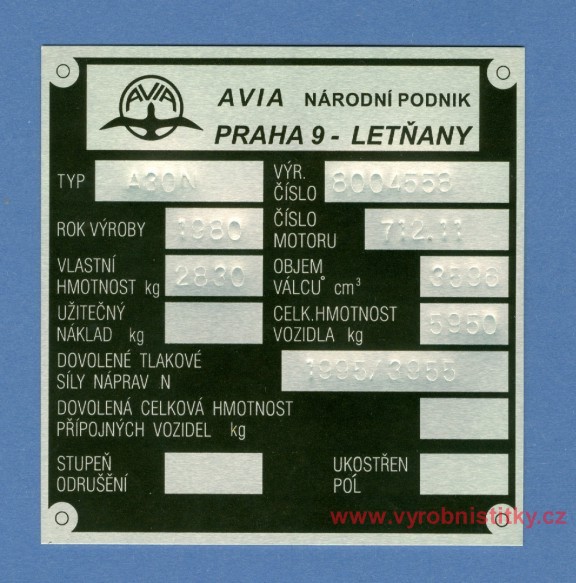 AVIA
AVIA NÁRODNÍ PODNIK
PRAHA 9 - LETŇANY
TYP A30N
VÝR. ČÍSLO 8004558
ROK VÝROBY 1980
ČÍSLO MOTORU 712.11
VLASTNÍ HMOTNOST kg 2830
OBJEM VÁLCŮ cm³ 3596
UŽITEČNÝ NÁKLAD kg
CELK. HMOTNOST VOZIDLA kg 5950
DOVOLENÉ TLAKOVÉ
SÍLY NÁPRAV N 1995/3955
DOVOLENÁ CELKOVÁ HMOTNOST
PŘÍPOJNÝCH VOZIDEL kg
STUPEŇ ODRUŠENÍ
UKOSTŘEN PÓL
www.vyrobnistitky.cz